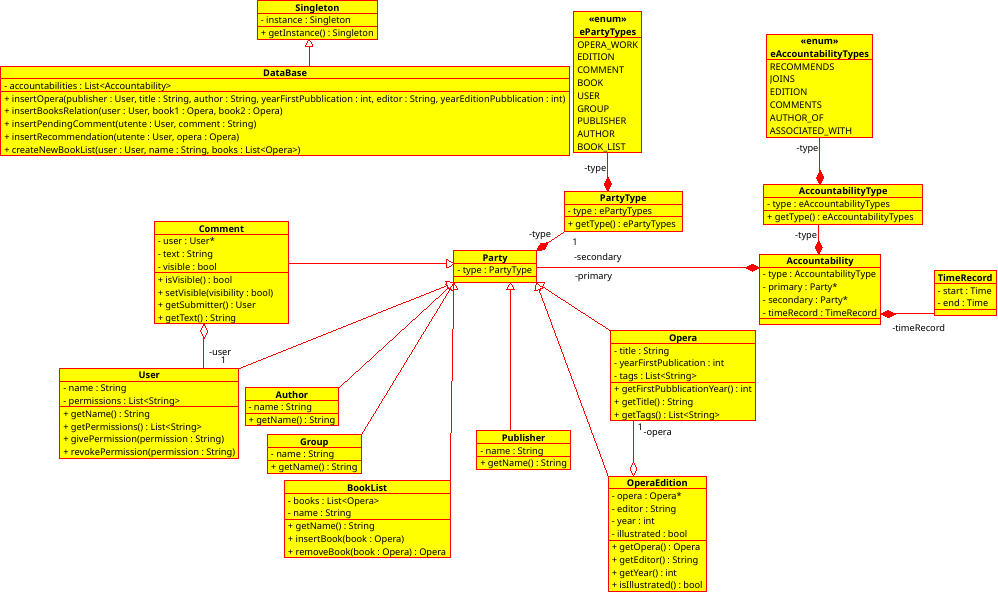 Singleton
- instance : Singleton
+ getInstance() : Singleton
DataBase
- accountabilities : List<Accountability>
+ insertOpera(publisher : User, title : String, author : String, yearFirstPubblication : int, editor : String, yearEditionPubblication : int)
+ insertBooksRelation(user : User, book1 : Opera, book2 : Opera)
+ insertPendingComment(utente : User, comment : String)
+ insertRecommendation(utente : User, opera : Opera)
+ createNewBookList(user : User, name : String, books : List<Opera>)
«enum»
ePartyTypes
OPERA_WORK
EDITION
COMMENT
BOOK
USER
GROUP
PUBLISHER
AUTHOR
BOOK_LIST
-type
«enum»
eAccountabilityTypes
RECOMMENDS
JOINS
EDITION
COMMENTS
AUTHOR_OF
ASSOCIATED_WITH
-type
PartyType
- type : ePartyTypes
+ getType() : ePartyTypes
-type
1
AccountabilityType
- type : eAccountabilityTypes
+ getType() : eAccountabilityTypes
-type
Comment
- user : User*
- text : String
- visible : bool
+ isVisible() : bool
+ setVisible(visibility : bool)
+ getSubmitter() : User
+ getText() : String
-user
1
Party
- type : PartyType
-secondary
-primary
Accountability
- type : AccountabilityType
- primary : Party*
- secondary : Party*
- timeRecord : TimeRecord
TimeRecord
- start : Time
- end : Time
-timeRecord
User
- name : String
- permissions : List<String>
+ getName() : String
+ getPermissions() : List<String>
+ givePermission(permission : String)
+ revokePermission(permission : String)
Author
- name : String
+ getName() : String
Group
- name : String
+ getName() : String
BookList
- books : List<Opera>
- name : String
+ getName() : String
+ insertBook(book : Opera)
+ removeBook(book : Opera) : Opera
Publisher
- name : String
+ getName() : String
Opera
- title : String
- yearFirstPublication : int
- tags : List<String>
+ getFirstPubblicationYear() : int
+ getTitle() : String
+ getTags() : List<String>
1
-opera
OperaEdition
- opera : Opera*
- editor : String
- year : int
- illustrated : bool
+ getOpera() : Opera
+ getEditor() : String
+ getYear() : int
+ isIllustrated() : bool